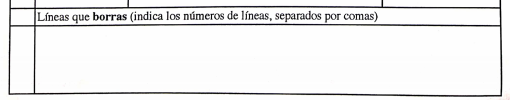 Líneas que borras (indica los números de líneas, separados por comas)